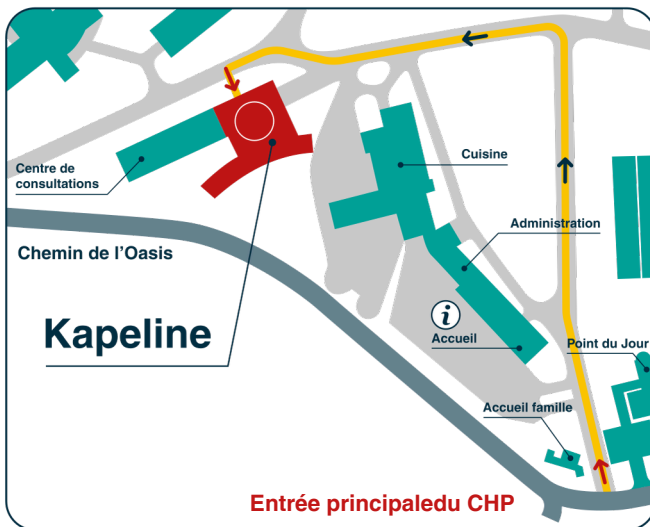 Cuisine
Centre de
consultations
Administration
Chemin de l'Oasis
Kapeline
i
Accueil
Point du Jour
Accueil famille
Entrée principaledu CHP